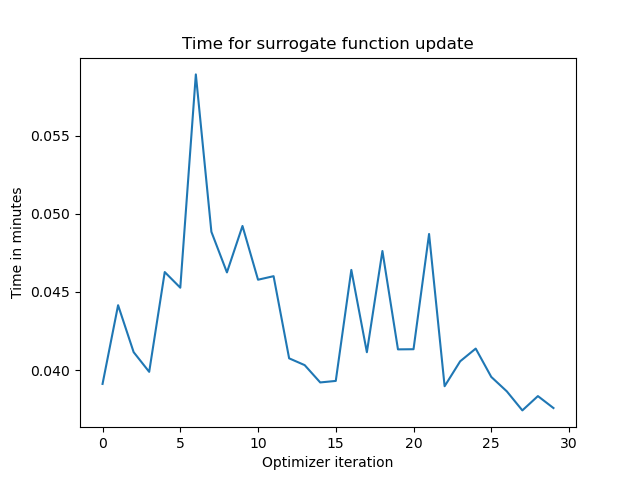 Time for surrogate function update
0.055
0.050
0.045
0.040
Time in minutes
0 5 10 15 20 25 30
Optimizer iteration